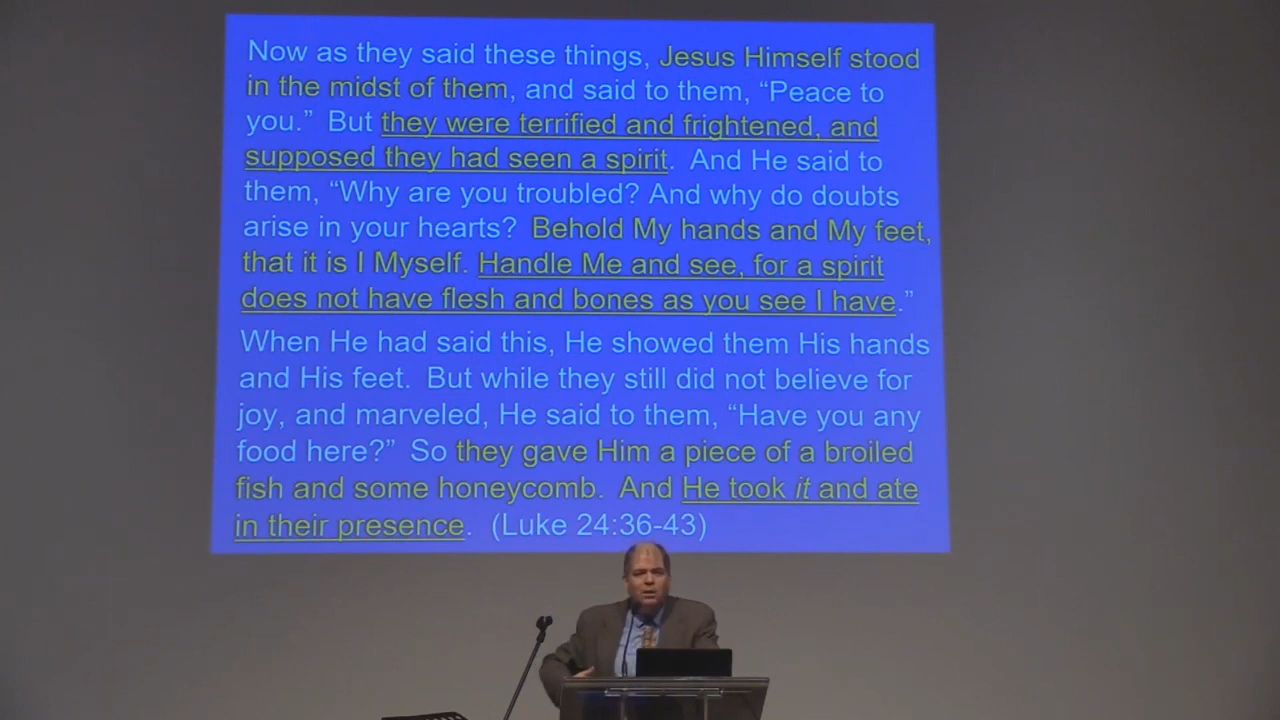 Now as they said these things, Jesus Himself stood
in the midst of them, and said to them, “Peace to
you.” But they were terrified and frightened, and
supposed they had seen a spirit. And He said to
them, “Why are you troubled? And why do doubts
arise in your hearts? Behold My hands and My feet,
that it is I Myself. Handle Me and see, for a spirit
does not have flesh and bones as you see I have.”
When He had said this, He showed them His hands
and His feet. But while they still did not believe for
joy, and marveled, He said to them, “Have you any
food here?” So they gave Him a piece of a broiled
fish and some honeycomb. And He took it and ate
in their presence. (Luke 24:36-43)